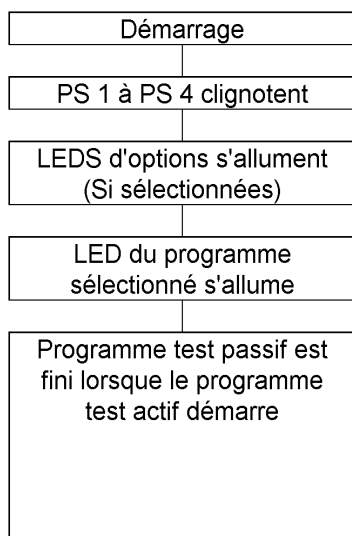 Démarrage
PS 1 à PS 4 clignotent
LEDS d'options s'allument
(Si sélectionnées)
LED du programme
sélectionné s'allume
Programme test passif est
fini lorsque le programme
test actif démarre